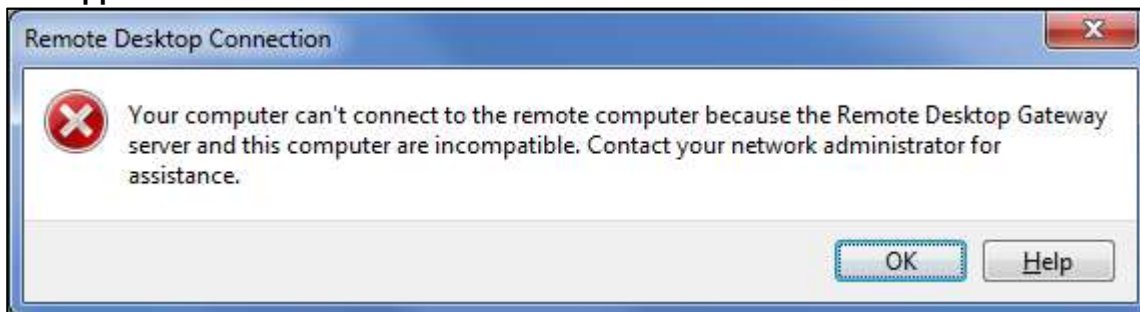 Remote Desktop Connection
Your computer can't connect to the remote computer because the Remote Desktop Gateway
server and this computer are incompatible. Contact your network administrator for
assistance.
OK
Help